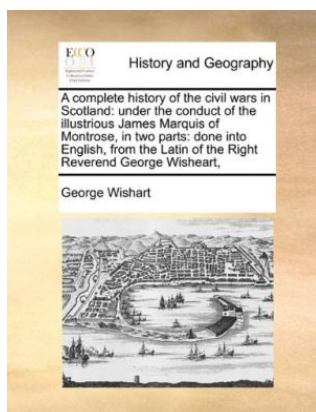 ECCO
History and Geography
A complete history of the civil wars in
Scotland: under the conduct of the
illustrious James Marquis of
Montrose, in two parts: done into
English, from the Latin of the Right
Reverend George Wisheart,
George Wishart